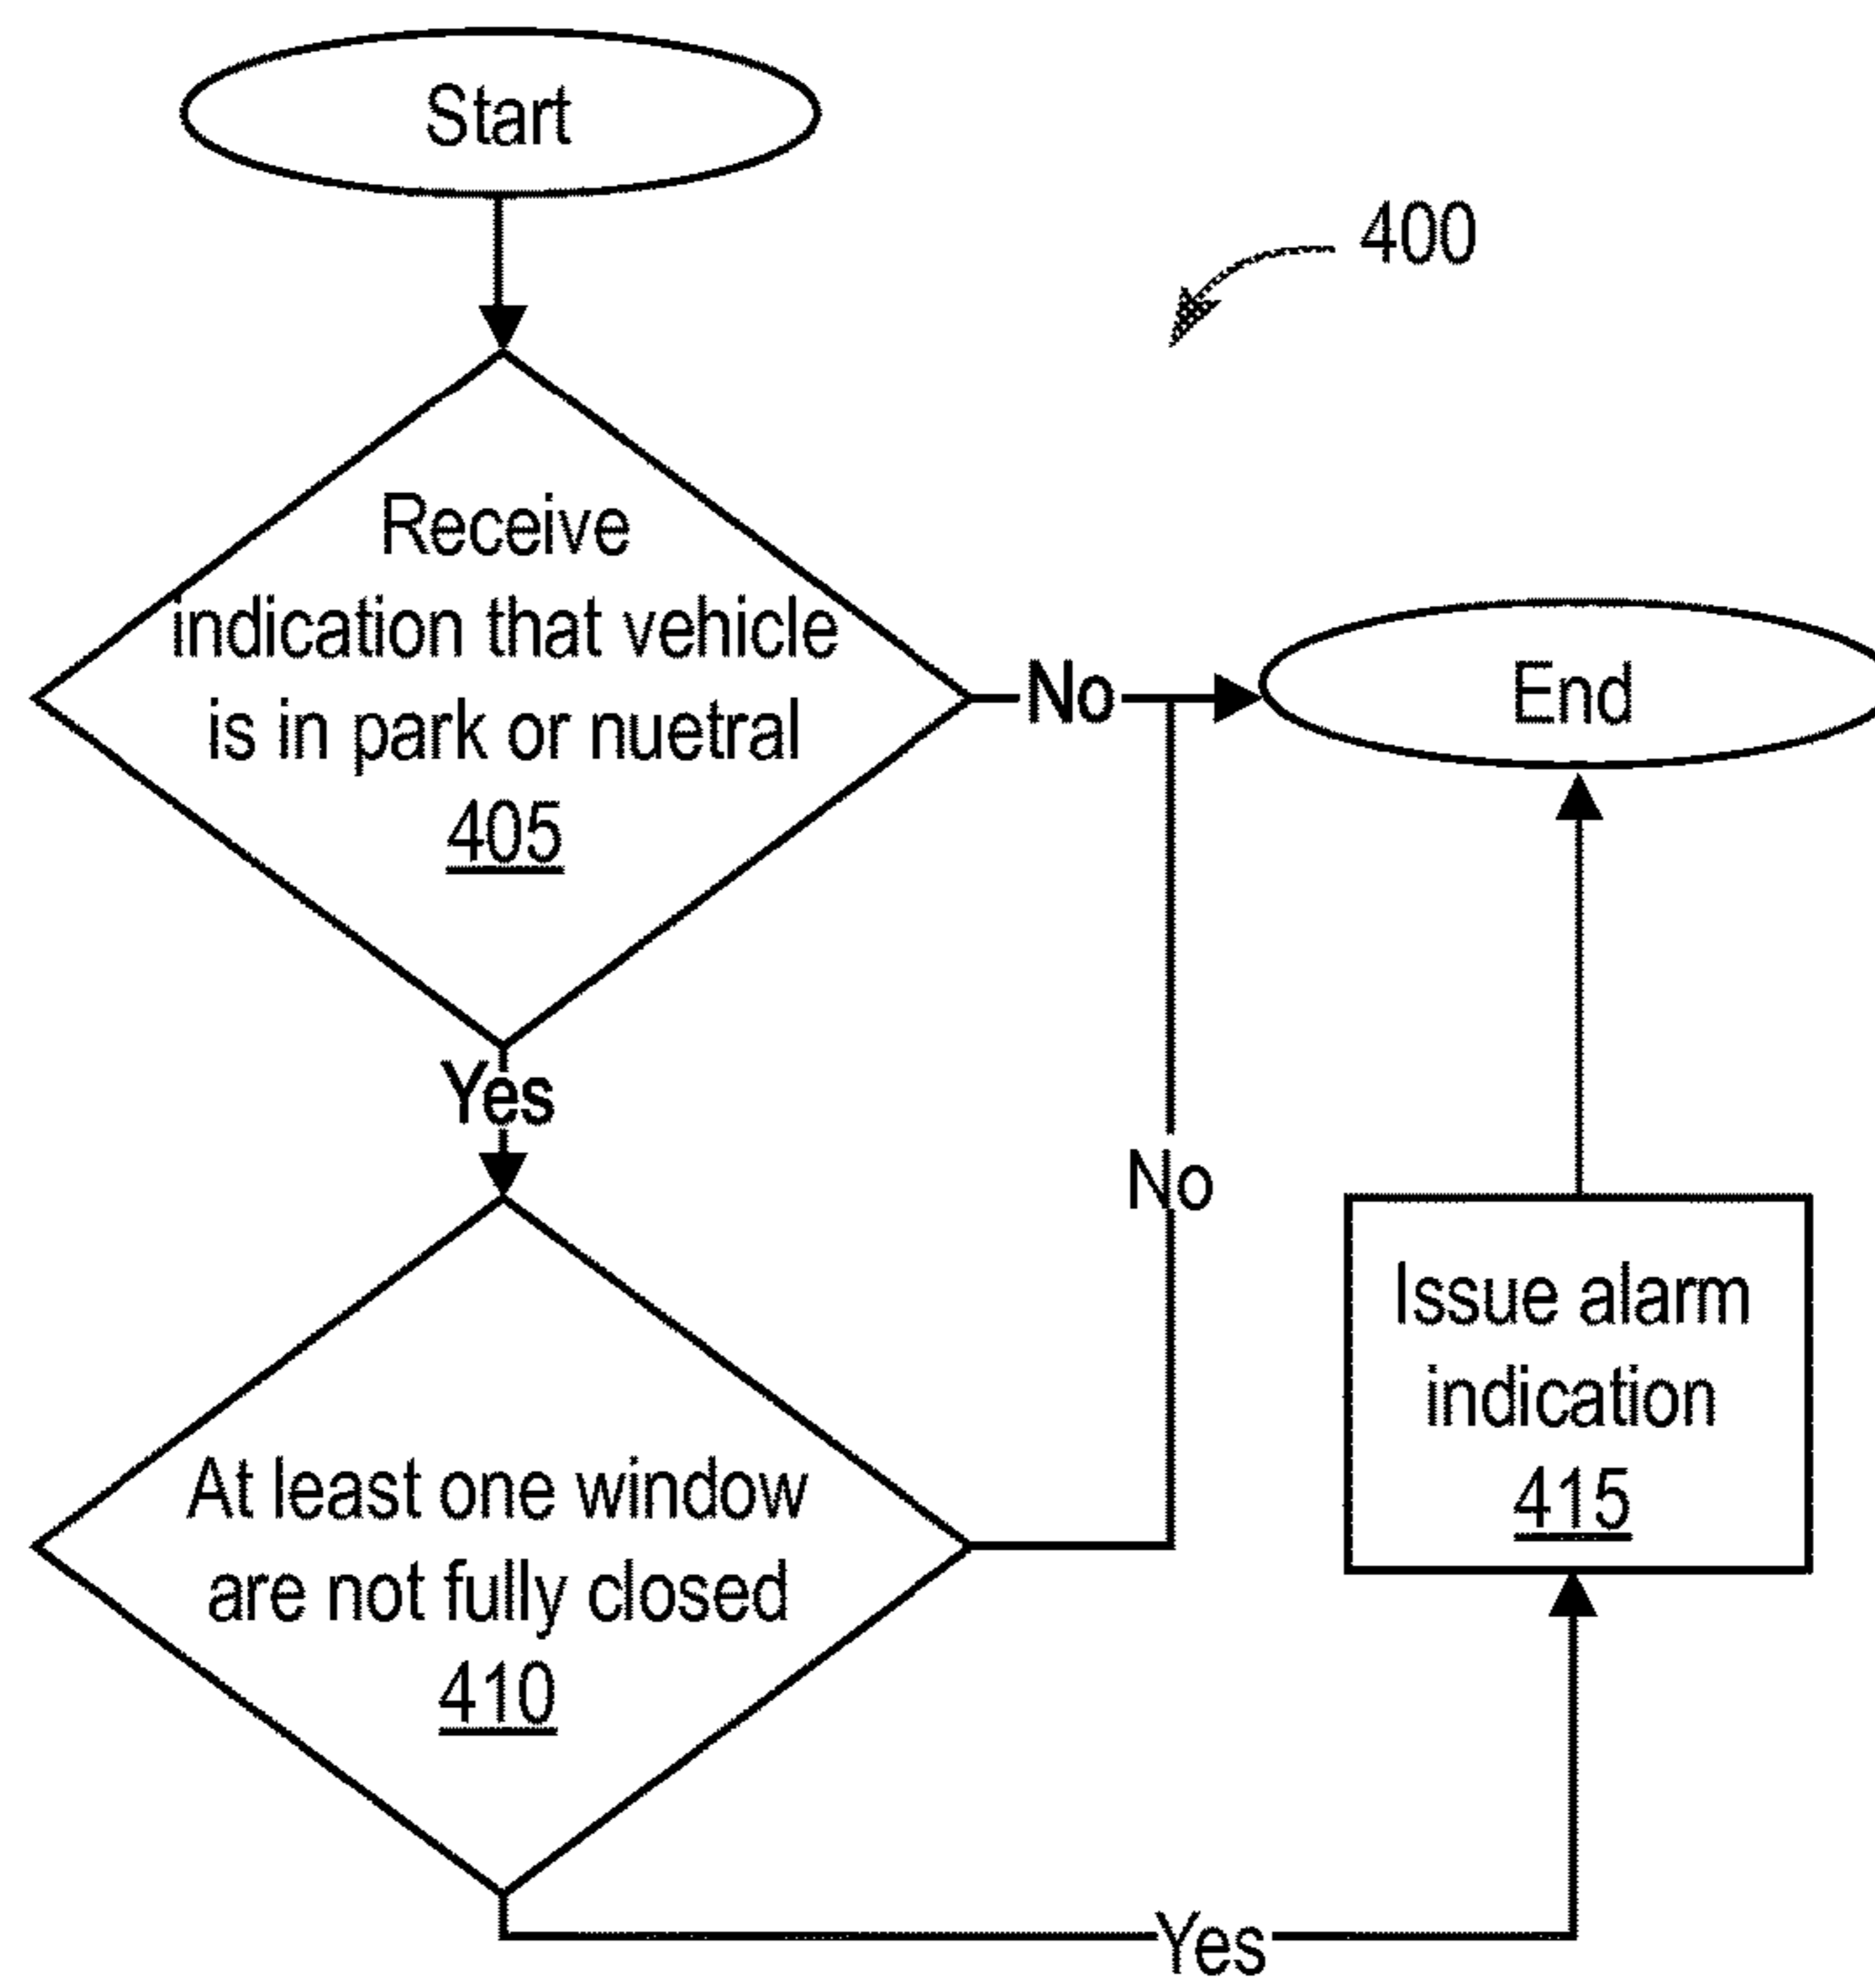 Start
400
Receive
indication that vehicle
is in park or nuetral
405
No
End
Yes
No
Issue alarm
indication
415
At least one window
are not fully closed
410
Yes